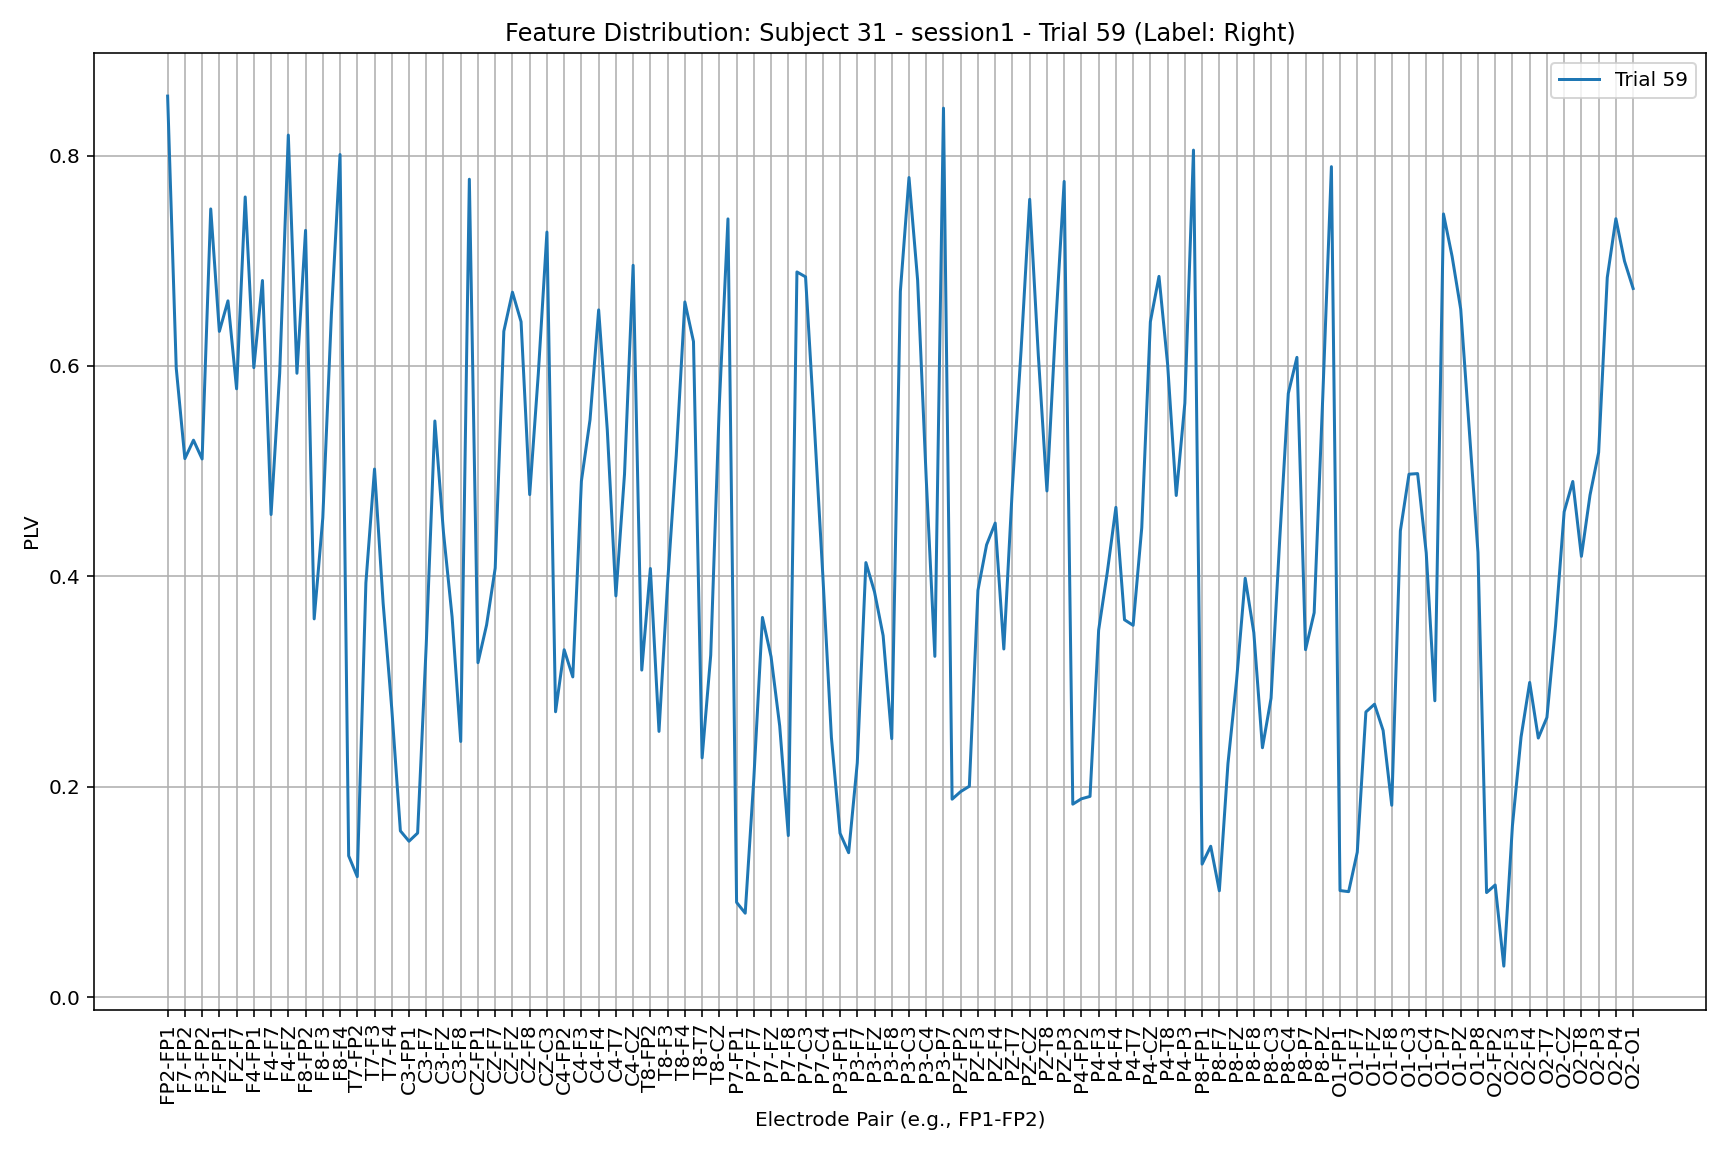 Feature Distribution: Subject 31 - session1 - Trial 59 (Label: Right)
Trial 59
PLV
0.8
0.6
0.4
0.2
0.0
FP2-FP1
F7-FP2
F3-FP2
FZ-FP1
FZ-F7
F4-FP1
F4-F7
F4-FZ
F8-FP2
F8-F3
F8-F4
T7-FP2
T7-F3
T7-F4
C3-FP1
C3-F7
C3-FZ
C3-F8
CZ-FP1
CZ-F7
CZ-FZ
CZ-F8
CZ-C3
C4-FP2
C4-F3
C4-F4
C4-T7
C4-CZ
T8-FP2
T8-F3
T8-F4
T8-T7
T8-CZ
P7-FP1
P7-F7
P7-FZ
P7-F8
P7-C3
P7-C4
P3-FP1
P3-F7
P3-FZ
P3-F8
P3-C3
P3-C4
P3-P7
PZ-FP2
PZ-F3
PZ-F4
PZ-T7
PZ-CZ
PZ-T8
PZ-P3
P4-FP2
P4-F3
P4-F4
P4-T7
P4-CZ
P4-T8
P4-P3
P8-FP1
P8-F7
P8-FZ
P8-F8
P8-C3
P8-C4
P8-P7
P8-PZ
O1-FP1
O1-F7
O1-FZ
O1-F8
O1-C3
O1-C4
O1-P7
O1-PZ
O1-P8
O2-FP2
O2-F3
O2-F4
O2-T7
O2-CZ
O2-T8
O2-P3
O2-P4
O2-O1
Electrode Pair (e.g., FP1-FP2)